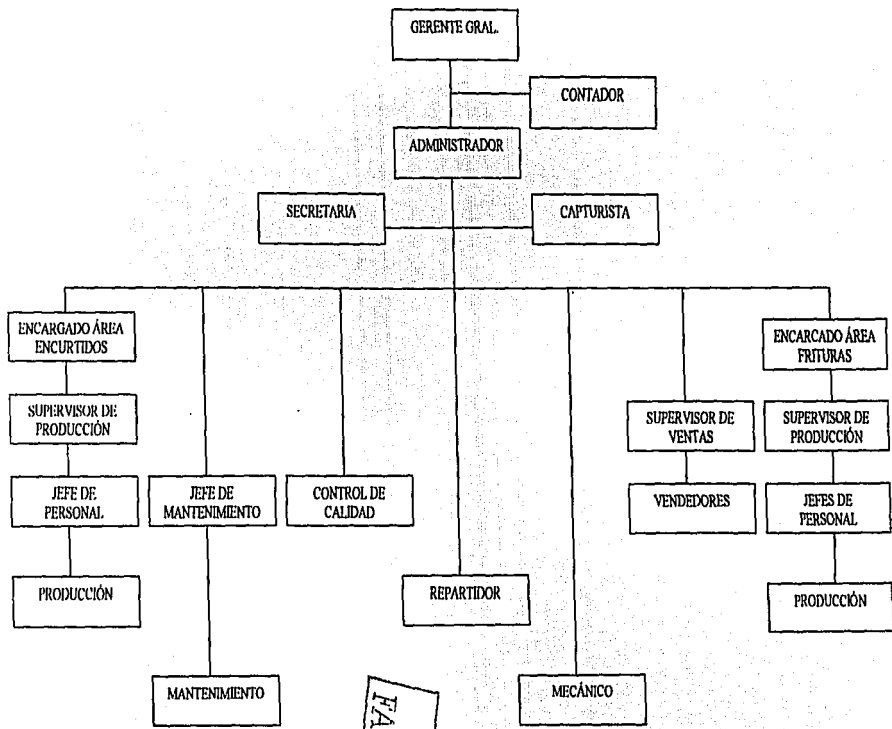 GERENTE GRAL.
CONTADOR
ADMINISTRADOR
SECRETARIA
CAPTURISTA
ENCARGADO ÁREA
ENCURTIDOS
ENCARCADO ÁREA
FRITURAS
SUPERVISOR DE
PRODUCCIÓN
SUPERVISOR DE
VENTAS
SUPERVISOR DE
PRODUCCIÓN
JEFE DE
PERSONAL
JEFE DE
MANTENIMIENTO
CONTROL DE
CALIDAD
VENDEDORES
JEFES DE
PERSONAL
PRODUCCIÓN
REPARTIDOR
PRODUCCIÓN
MANTENIMIENTO
MECÁNICO
FA